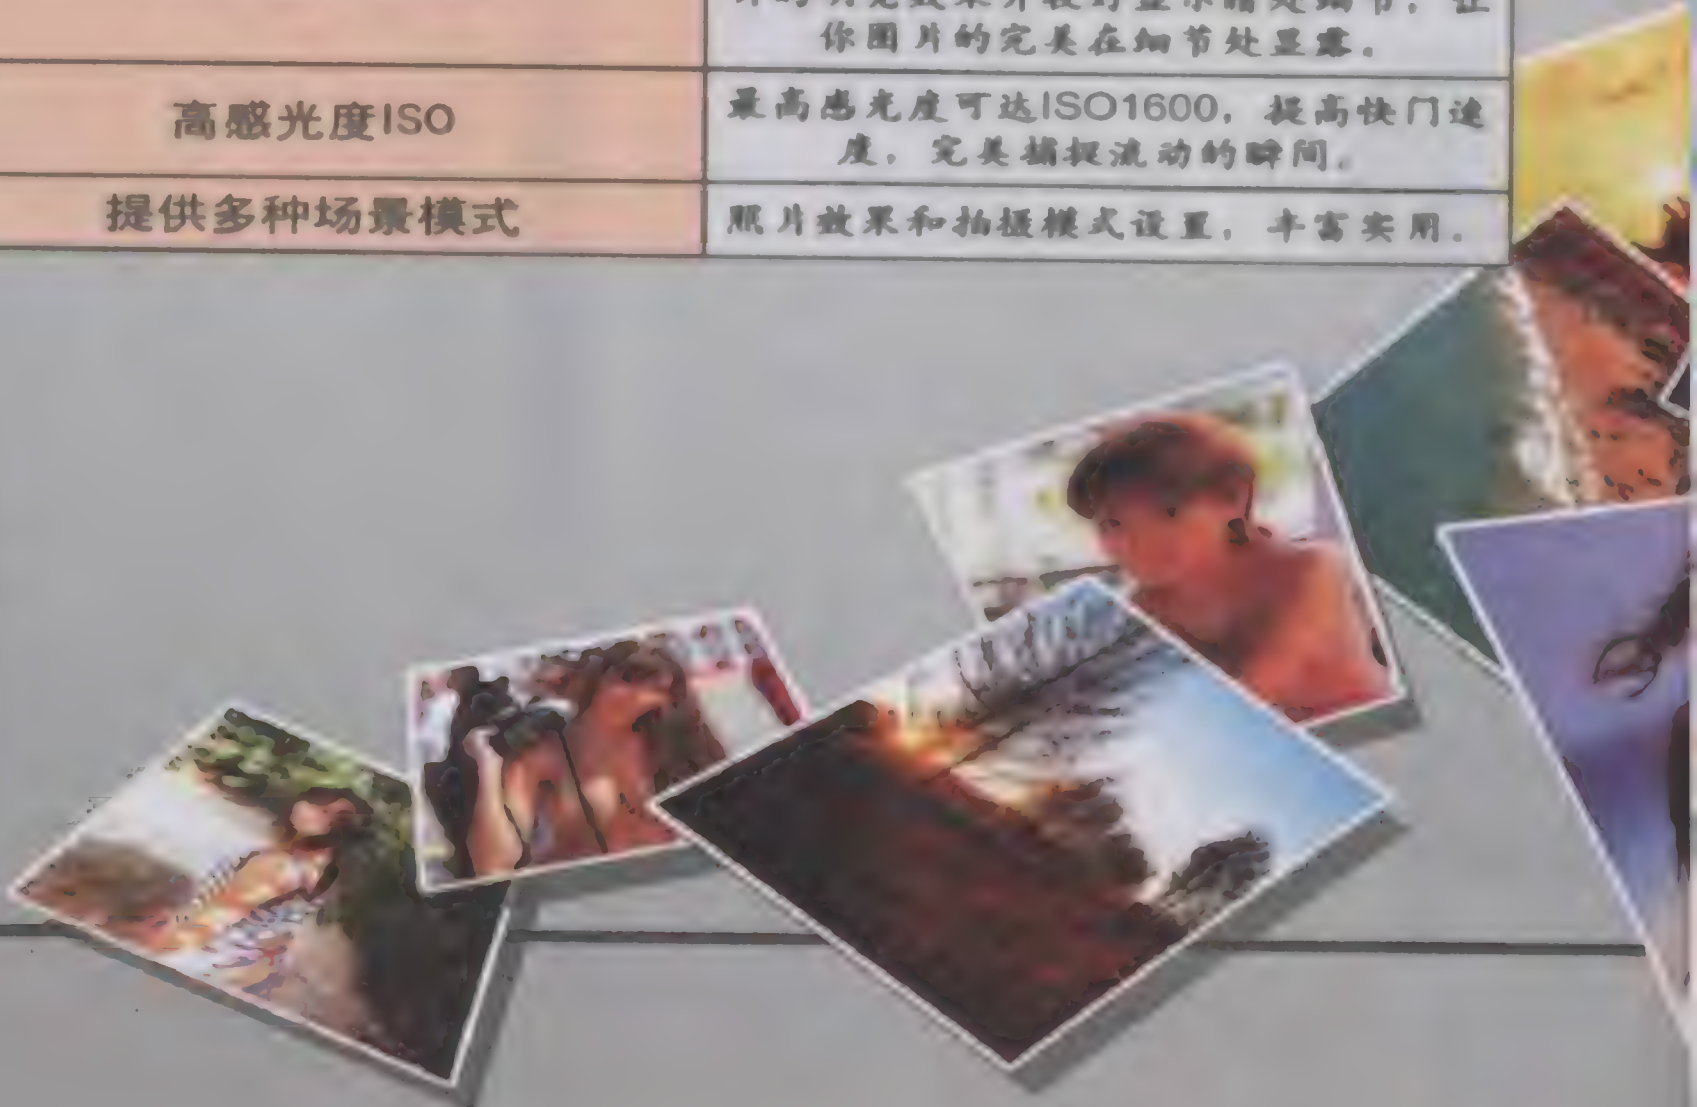 你图片的完美在细节处显露。
高感光度ISO
最高感光度可达ISO1600，提高快门速
度，完美捕捉流动的瞬间。
提供多种场景模式
照片效果和拍摄模式设置，丰富实用。